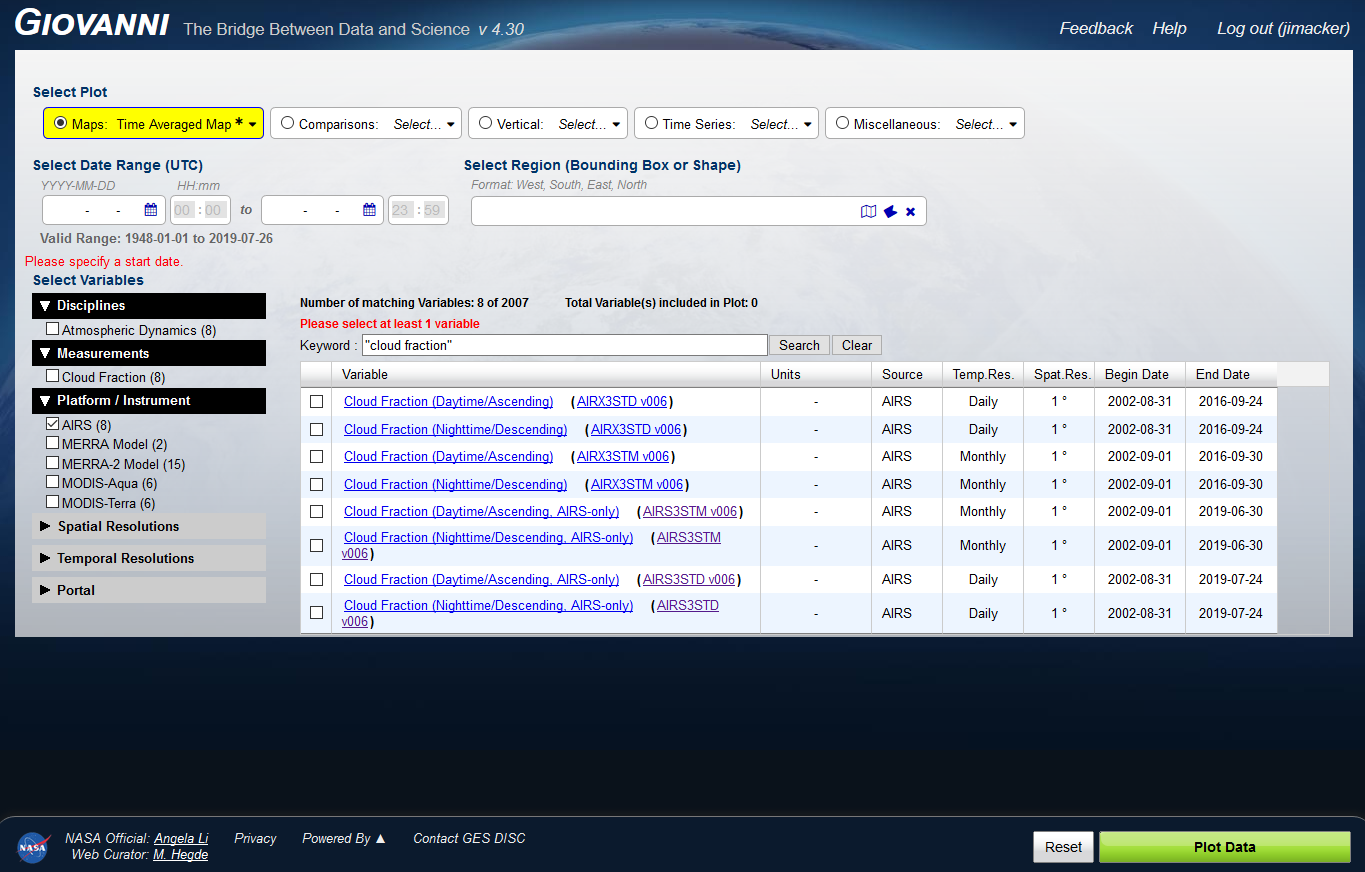 GIOVANNI The Bridge Between Data and Science v 4.30 Feedback Help Log out (jimacker)
Select Plot
Maps: Time Averaged Map * Comparisons: Select... Vertical: Select... Time Series: Select... Miscellaneous: Select...
Select Date Range (UTC) Select Region (Bounding Box or Shape)
YYYY-MM-DD HH:mm Format: West, South, East, North
- - 00 : 00 to - - 23 : 59
Valid Range: 1948-01-01 to 2019-07-26
Please specify a start date.
Select Variables
Disciplines
Atmospheric Dynamics (8)
Measurements
Cloud Fraction (8)
Platform / Instrument
AIRS (8)
MERRA Model (2)
MERRA-2 Model (15)
MODIS-Aqua (6)
MODIS-Terra (6)
Spatial Resolutions
Temporal Resolutions
Portal
Number of matching Variables: 8 of 2007 Total Variable(s) included in Plot: 0
Please select at least 1 variable
Keyword : "cloud fraction" Search Clear
Variable Units Source Temp.Res. Spat.Res. Begin Date End Date
Cloud Fraction (Daytime/Ascending) (AIRX3STD v006) - AIRS Daily 1 ° 2002-08-31 2016-09-24
Cloud Fraction (Nighttime/Descending) (AIRX3STD v006) - AIRS Daily 1 ° 2002-08-31 2016-09-24
Cloud Fraction (Daytime/Ascending) (AIRX3STM v006) - AIRS Monthly 1 ° 2002-09-01 2016-09-30
Cloud Fraction (Nighttime/Descending) (AIRX3STM v006) - AIRS Monthly 1 ° 2002-09-01 2016-09-30
Cloud Fraction (Daytime/Ascending, AIRS-only) (AIRS3STM v006) - AIRS Monthly 1 ° 2002-09-01 2019-06-30
Cloud Fraction (Nighttime/Descending, AIRS-only) (AIRS3STM
v006) - AIRS Monthly 1 ° 2002-09-01 2019-06-30
Cloud Fraction (Daytime/Ascending, AIRS-only) (AIRS3STD v006) - AIRS Daily 1 ° 2002-08-31 2019-07-24
Cloud Fraction (Nighttime/Descending, AIRS-only) (AIRS3STD
v006) - AIRS Daily 1 ° 2002-08-31 2019-07-24
NASA
NASA Official: Angela Li Privacy Powered By ▲ Contact GES DISC
Web Curator: M. Hegde
Reset Plot Data